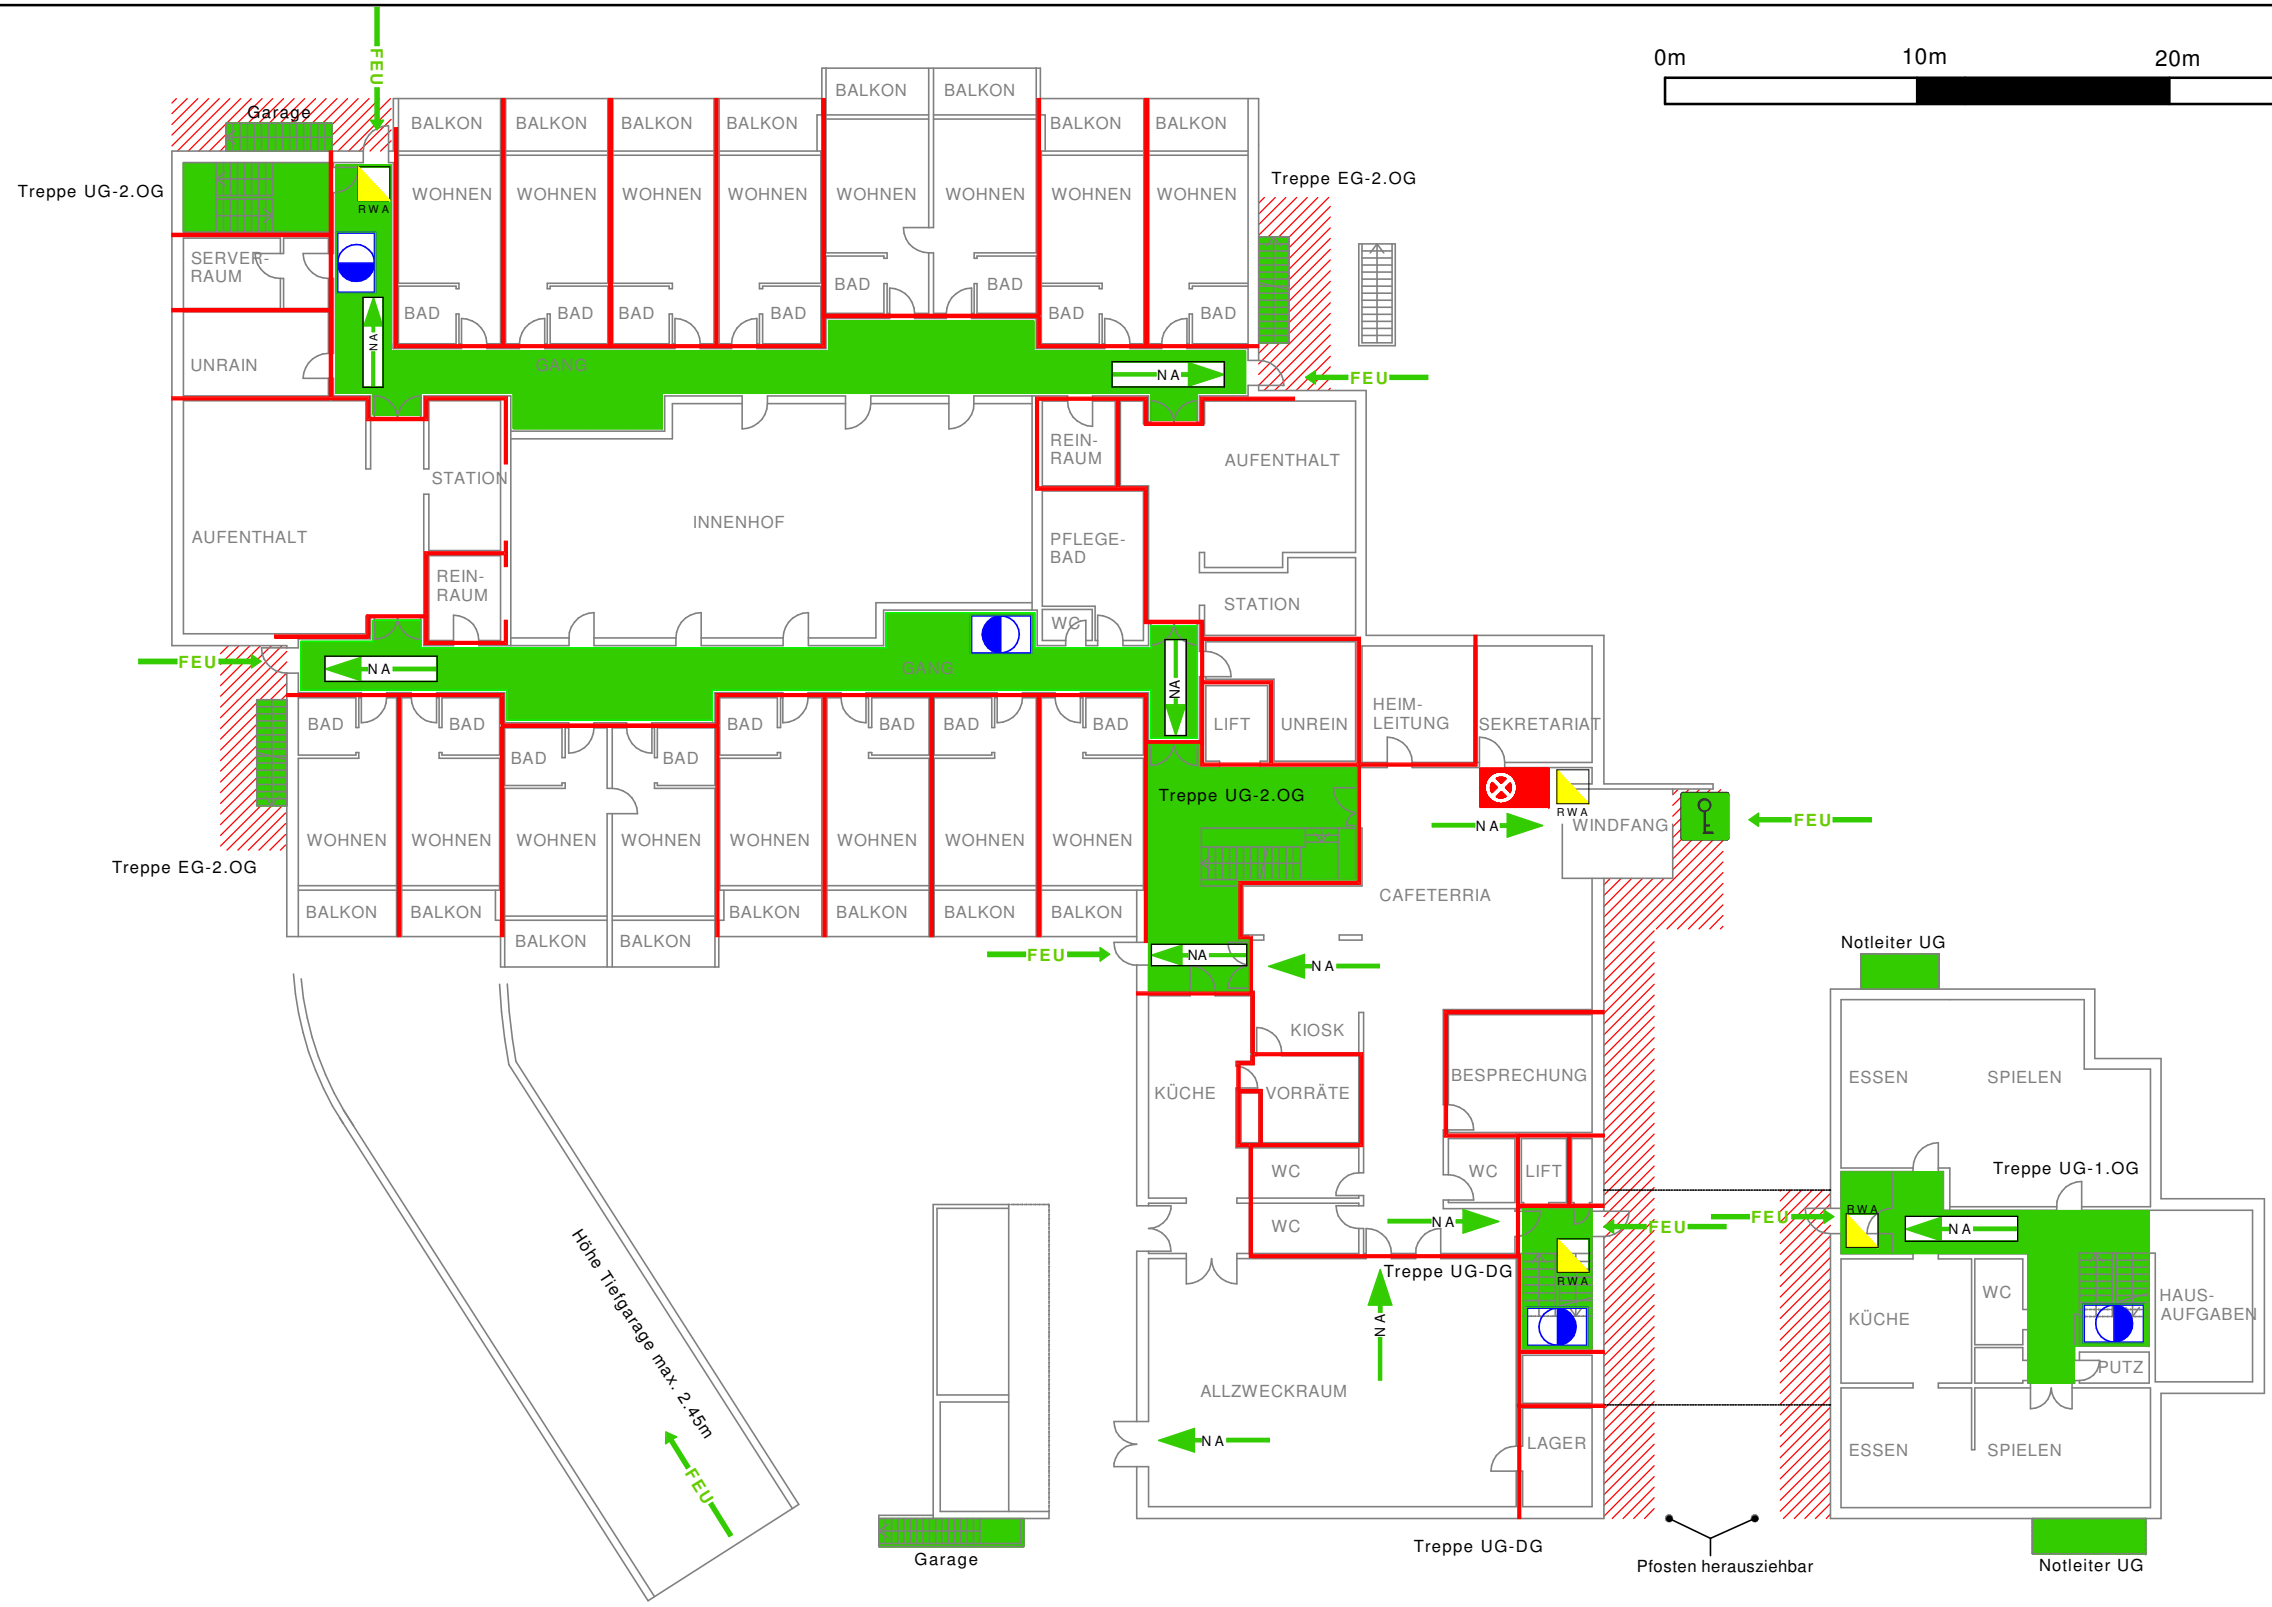 0m 10m 20m
FEU
BALKON BALKON
Garage
BALKON BALKON BALKON BALKON BALKON BALKON
Treppe UG-2.OG
RWA
WOHNEN WOHNEN WOHNEN WOHNEN WOHNEN WOHNEN WOHNEN WOHNEN
Treppe EG-2.OG
SERVER-
RAUM
BAD BAD
BAD BAD BAD BAD BAD BAD
NA
UNRAIN
GANG
NA
FEU
STATION
REIN-
RAUM
AUFENTHALT
INNENHOF
AUFENTHALT
PFLEGE-
BAD
REIN-
RAUM
STATION
WC
FEU
NA
GANG
NA
BAD BAD BAD BAD BAD BAD
BAD BAD
LIFT
UNREIN
HEIM-
LEITUNG
SEKRETARIAT
Treppe UG-2.OG
RWA
NA
WINDFANG
FEU
WOHNEN WOHNEN WOHNEN WOHNEN WOHNEN WOHNEN WOHNEN WOHNEN
Treppe EG-2.OG
CAFETERRIA
BALKON BALKON BALKON BALKON BALKON BALKON
BALKON BALKON
FEU
NA
NA
Notleiter UG
KIOSK
KÜCHE
VORRÄTE
BESPRECHUNG
ESSEN SPIELEN
WC
WC
LIFT
Treppe UG-1.OG
WC
NA
FEU
FEU
RWA
NA
Treppe UG-DG
RWA
Höhe Tiefgarage max. 2.45m
NA
WC
HAUS-
AUFGABEN
KÜCHE
PUTZ
ALLZWECKRAUM
NA
LAGER
ESSEN SPIELEN
FEU
Garage
Treppe UG-DG
Pfosten herausziehbar
Notleiter UG